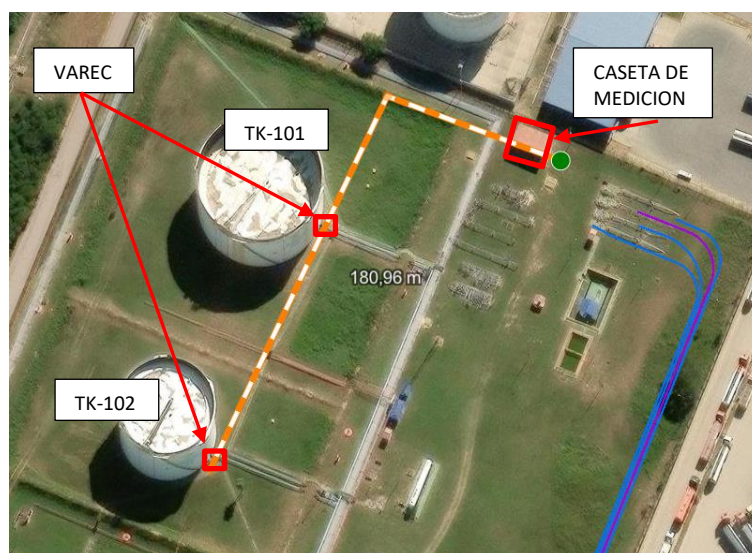 VAREC
CASETA DE
MEDICION
TK-101
180,96 m
TK-102